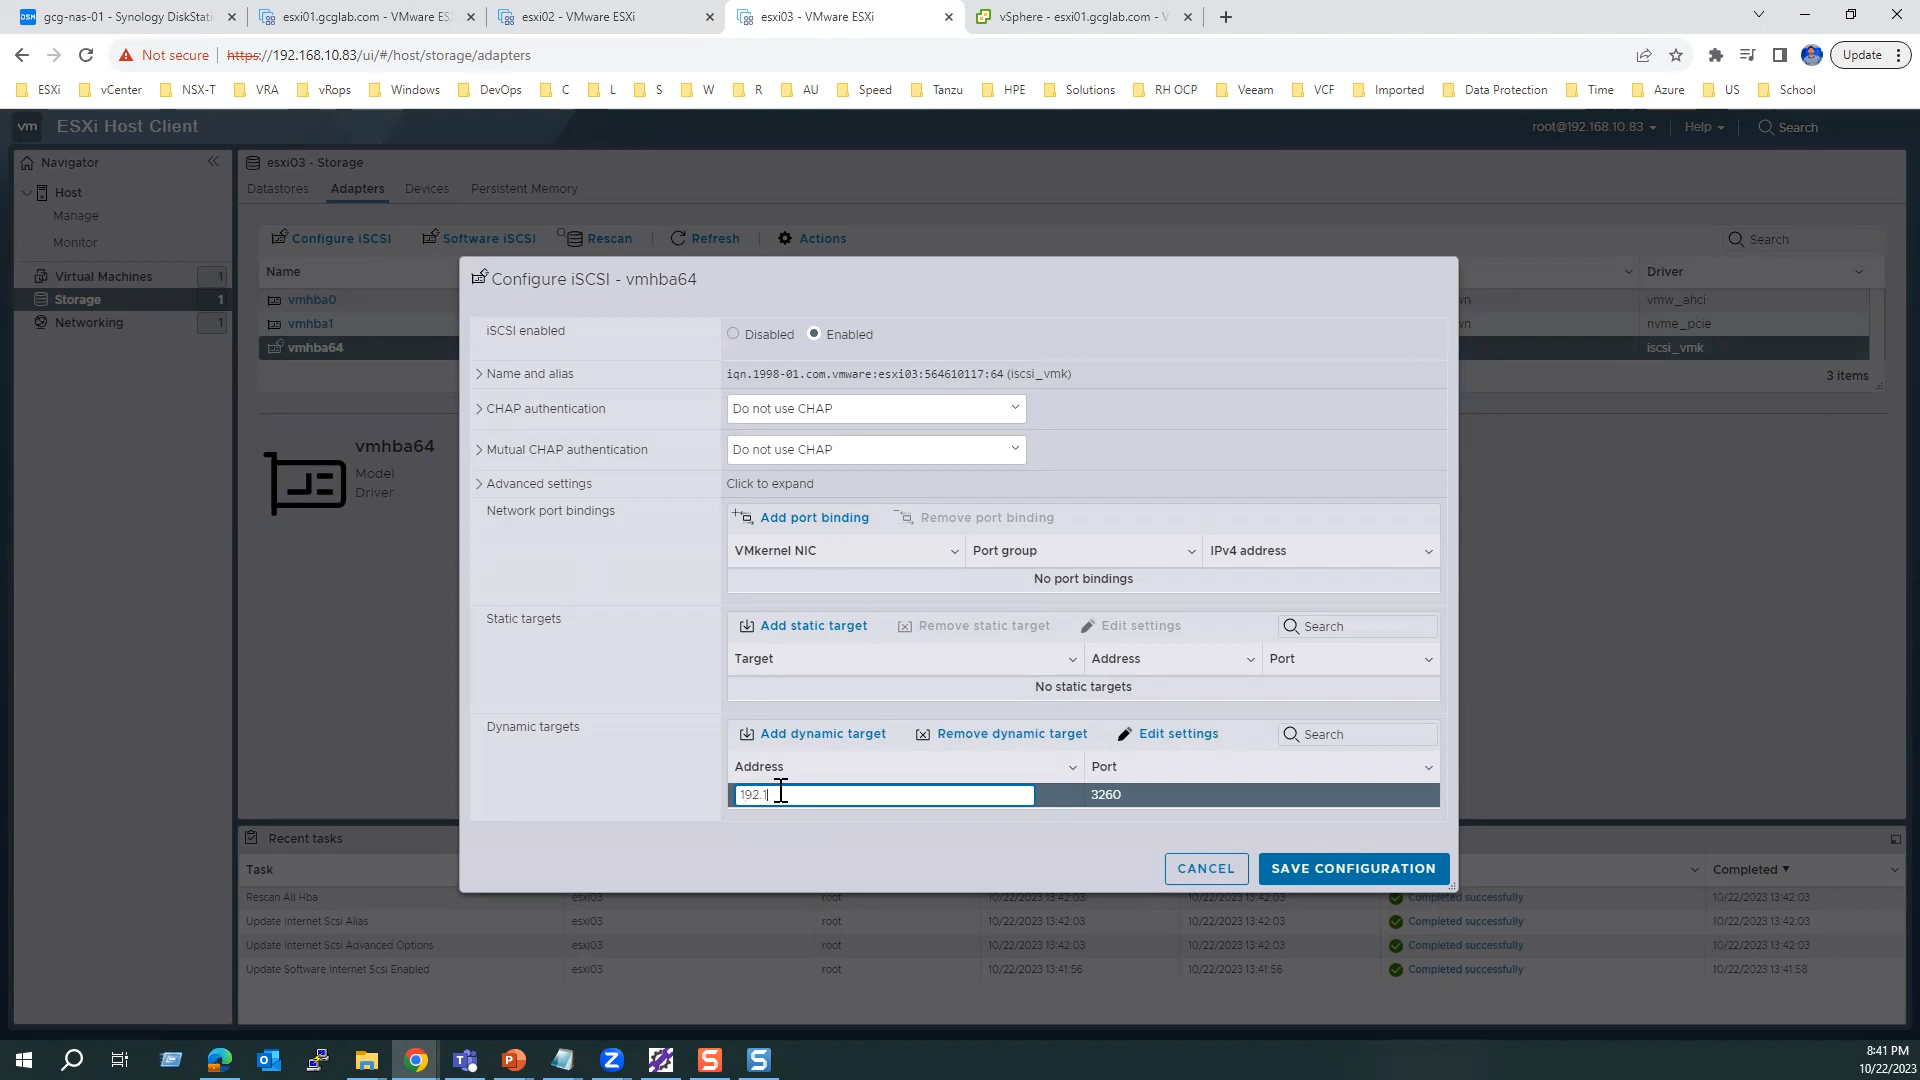 gcg-nas-01 - Synology DiskStati
esxi01.gcglab.com - VMware ES
esxi02 - VMware ESXi
esxi03 - VMware ESXi
vSphere - esxi01.gcglab.com - V
Not secure
https://192.168.10.83/ui/#/host/storage/adapters
Update
ESXi
vCenter
NSX-T
VRA
vRops
Windows
DevOps
C
L
S
W
R
AU
Speed
Tanzu
HPE
Solutions
RH OCP
Veeam
VCF
Imported
Data Protection
Time
Azure
US
School
vm ESXi Host Client
root@192.168.10.83
Help
Search
Navigator
Host
Manage
Monitor
Virtual Machines 1
Storage 1
Networking 1
esxi03 - Storage
Datastores Adapters Devices Persistent Memory
Configure iSCSI Software iSCSI Rescan Refresh Actions
Search
Name
Driver
vmhba0
wn
vmw_ahci
vmhba1
wn
nvme_pcie
vmhba64
iscsi_vmk
3 items
vmhba64
Model
Driver
Configure iSCSI - vmhba64
iSCSI enabled
Disabled Enabled
Name and alias
iqn.1998-01.com.vmware:esxi03:564610117:64 (iscsi_vmk)
CHAP authentication
Do not use CHAP
Mutual CHAP authentication
Do not use CHAP
Advanced settings
Click to expand
Network port bindings
Add port binding Remove port binding
VMkernel NIC Port group IPv4 address
No port bindings
Static targets
Add static target Remove static target Edit settings Search
Target Address Port
No static targets
Dynamic targets
Add dynamic target Remove dynamic target Edit settings Search
Address Port
192.1 3260
CANCEL SAVE CONFIGURATION
Recent tasks
Task
Completed
Rescan All Hba esxi03 root 10/22/2023 13:42:03 10/22/2023 13:42:03 Completed successfully 10/22/2023 13:42:03
Update Internet Scsi Alias esxi03 root 10/22/2023 13:42:03 10/22/2023 13:42:03 Completed successfully 10/22/2023 13:42:03
Update Internet Scsi Advanced Options esxi03 root 10/22/2023 13:42:03 10/22/2023 13:42:03 Completed successfully 10/22/2023 13:42:03
Update Software Internet Scsi Enabled esxi03 root 10/22/2023 13:41:56 10/22/2023 13:41:56 Completed successfully 10/22/2023 13:41:58
8:41 PM
10/22/2023